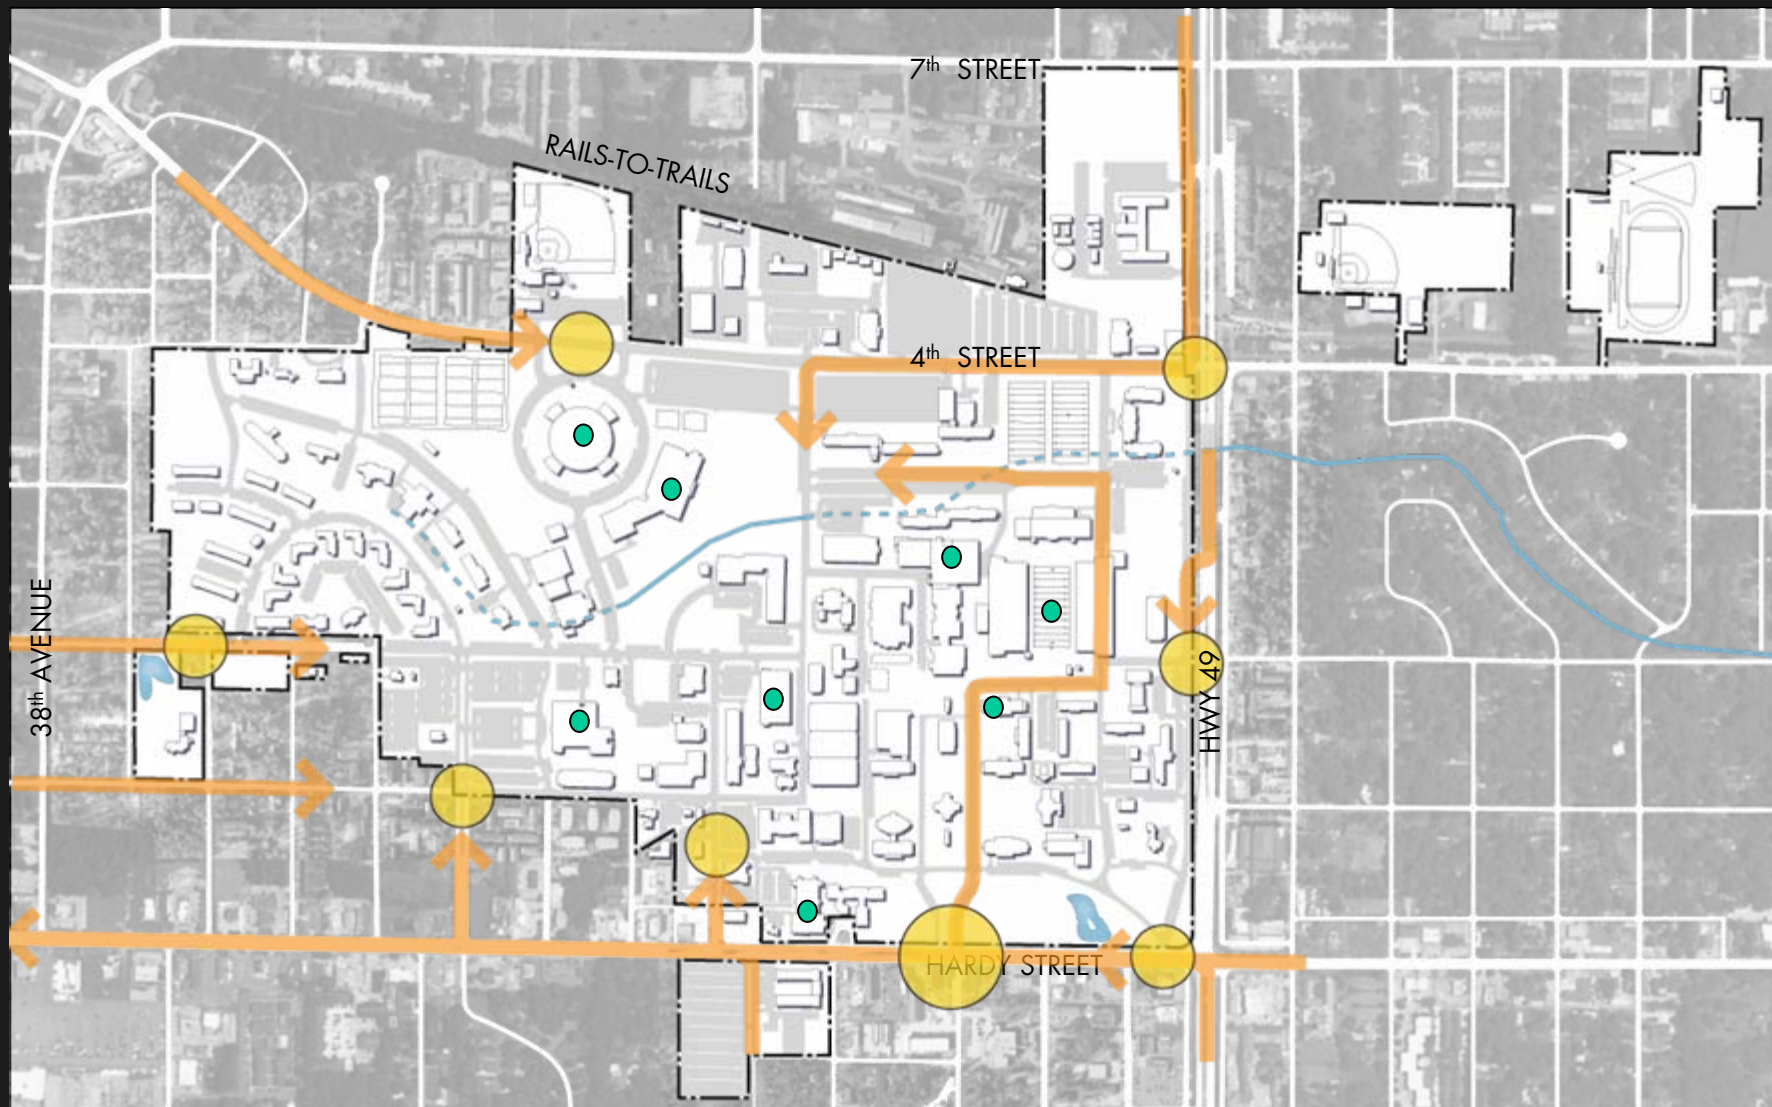 7th STREET
RAILS-TO-TRAILS
4th STREET
38th AVENUE
HWY 49
HARDY STREET